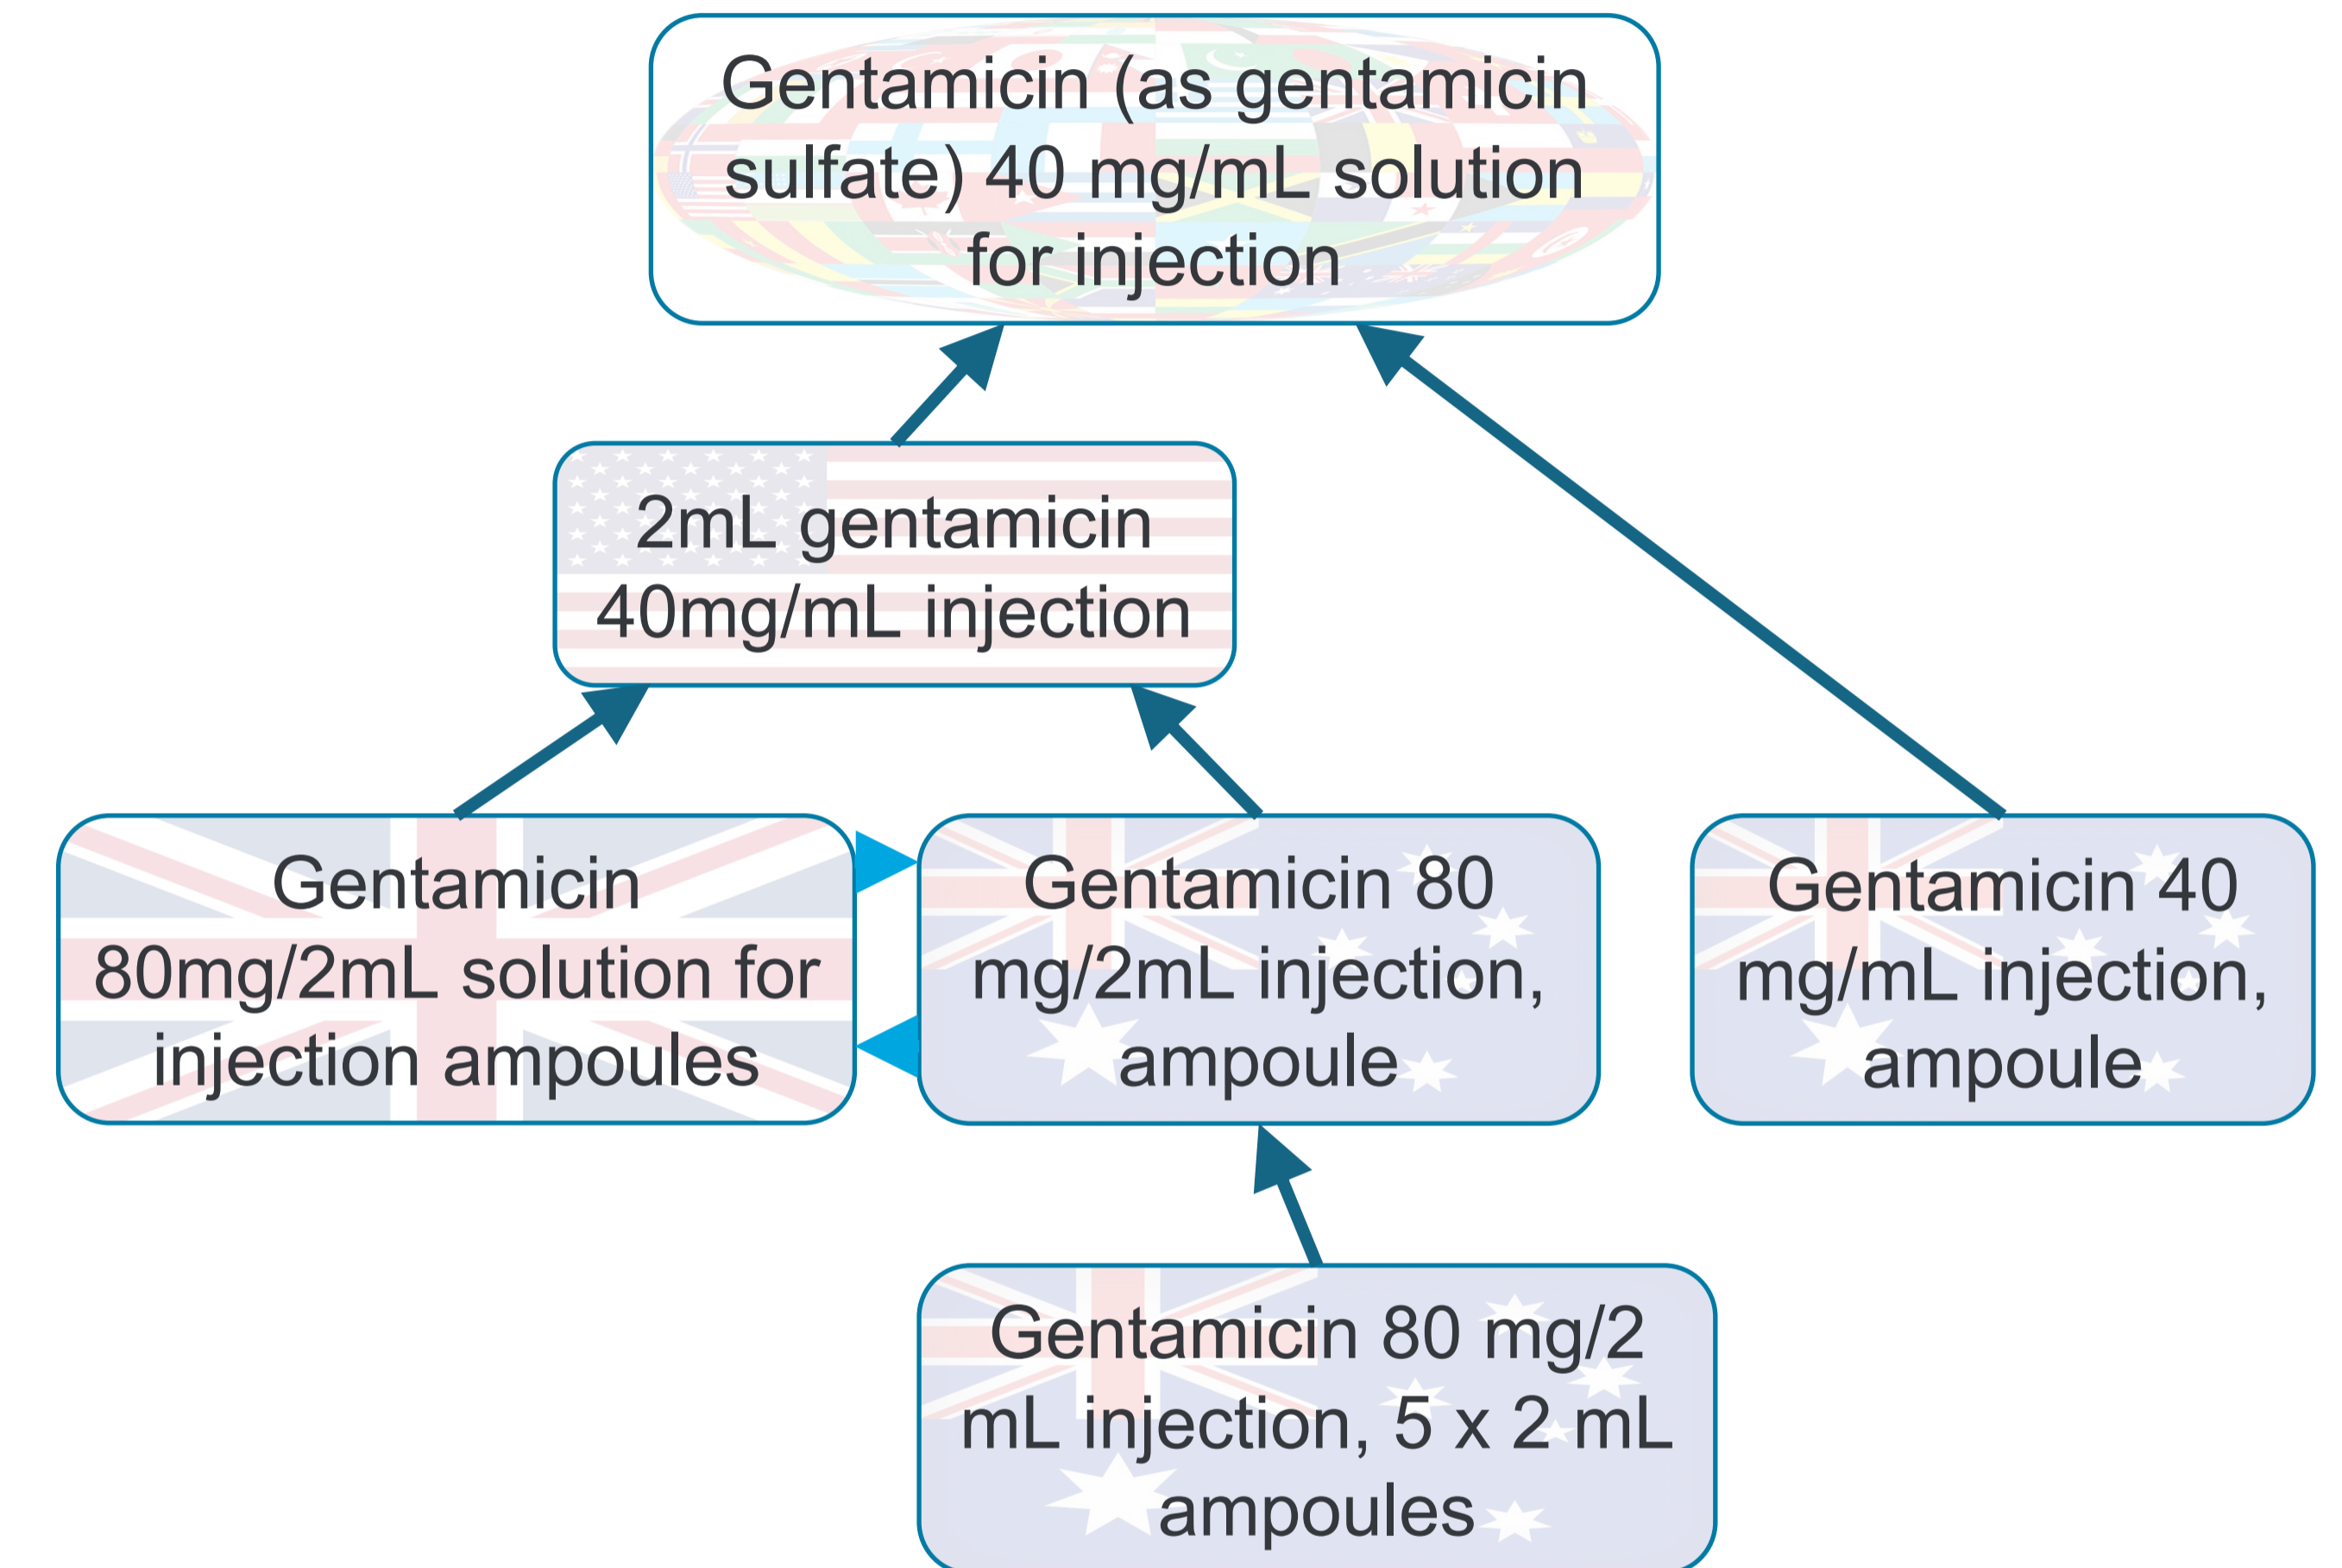 Gentamicin (as gentamicin
sulfate) 40 mg/mL solution
for injection
2mL gentamicin
40mg/mL injection
Gentamicin
80mg/2mL solution for
injection ampoules
Gentamicin 80
mg/2mL injection,
ampoule
Gentamicin 40
mg/mL injection,
ampoule
Gentamicin 80 mg/2
mL injection, 5 x 2 mL
ampoules